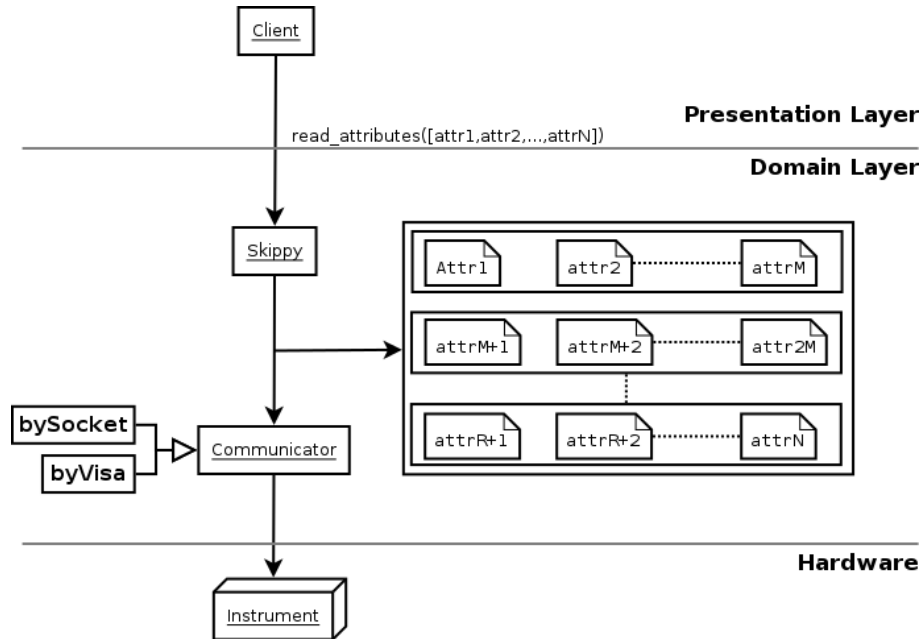 Client
Presentation Layer
read_attributes([attr1,attr2,...,attrN])
Domain Layer
Skippy
Attr1 attr2 attrM
attrM+1 attrM+2 attr2M
bySocket
attrR+1 attrR+2 attrN
Communicator
byVisa
Hardware
Instrument